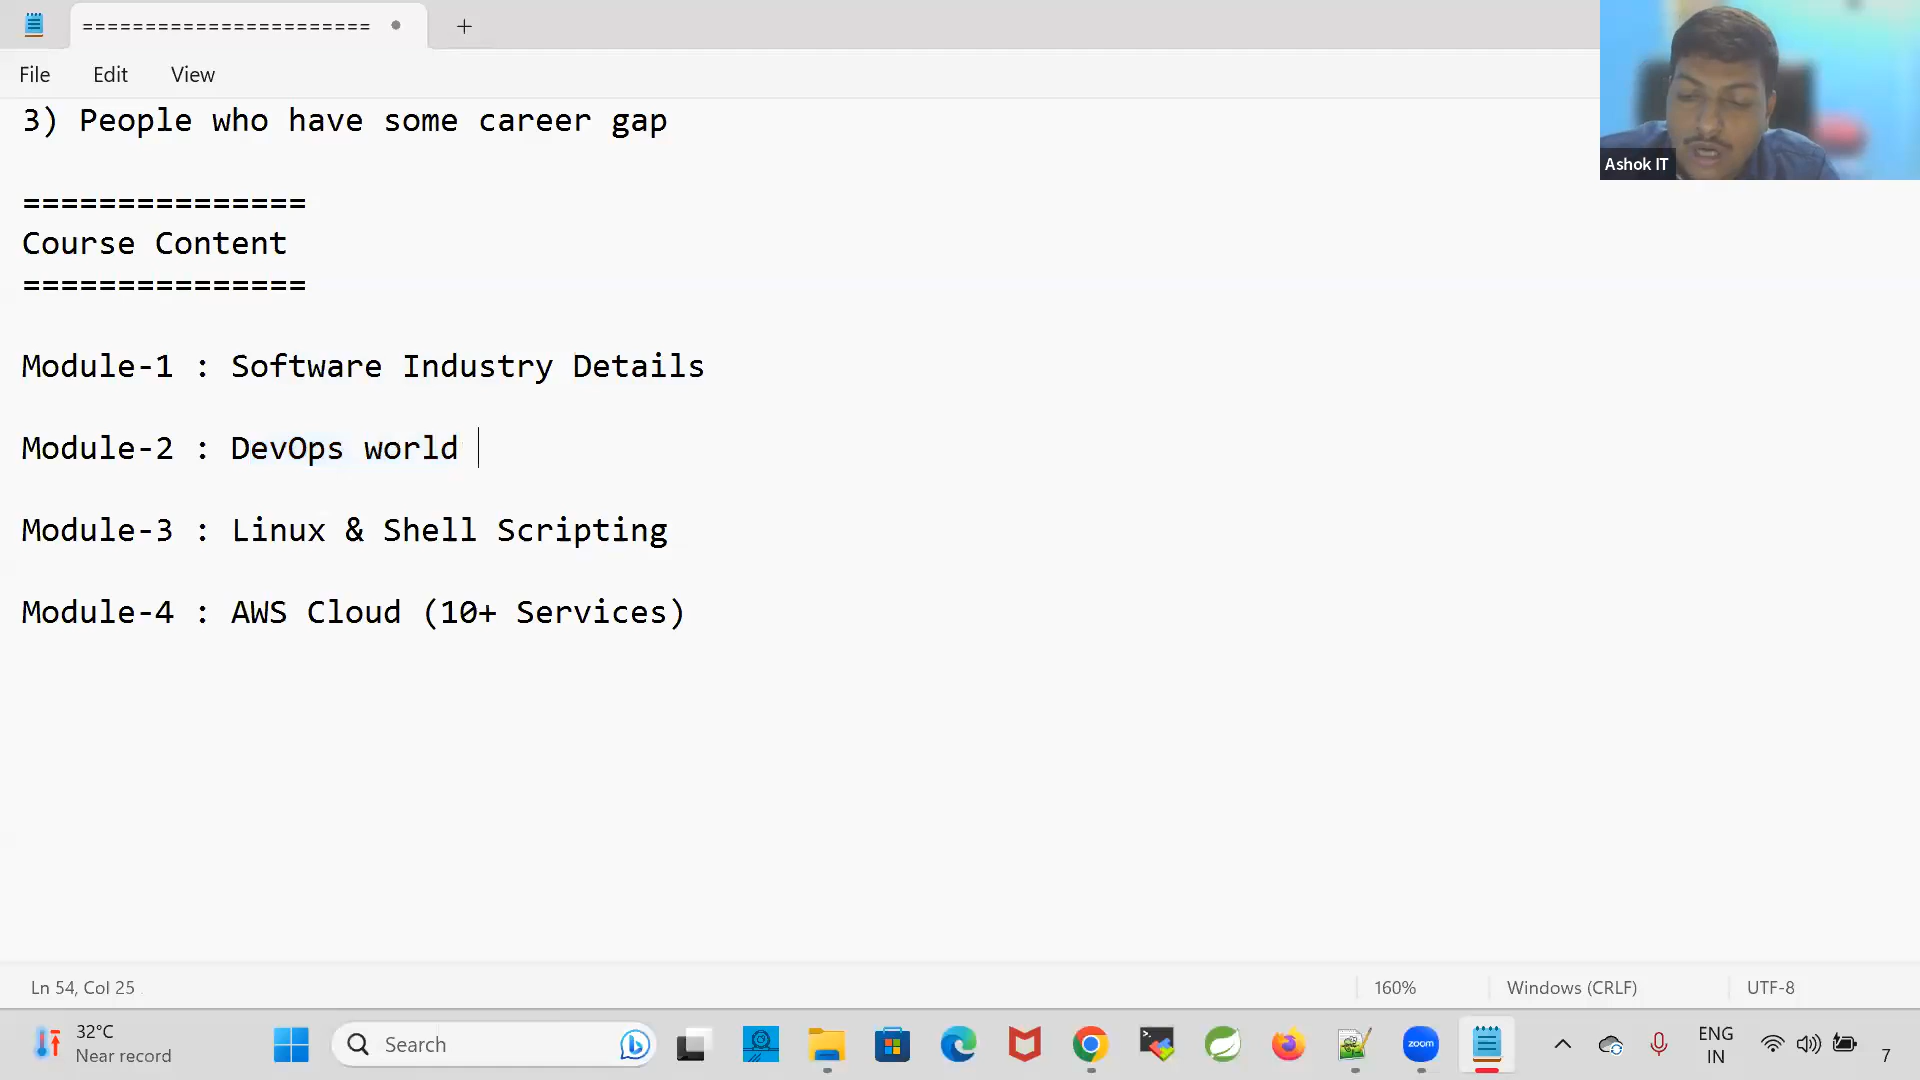 ======================
File Edit View
3) People who have some career gap
===============
Course Content
===============
Module-1 : Software Industry Details
Module-2 : DevOps world
Module-3 : Linux & Shell Scripting
Module-4 : AWS Cloud (10+ Services)
Ashok IT
Ln 54, Col 25
160%
Windows (CRLF)
UTF-8
32°C
Near record
Search
zoom
ENG
IN
7